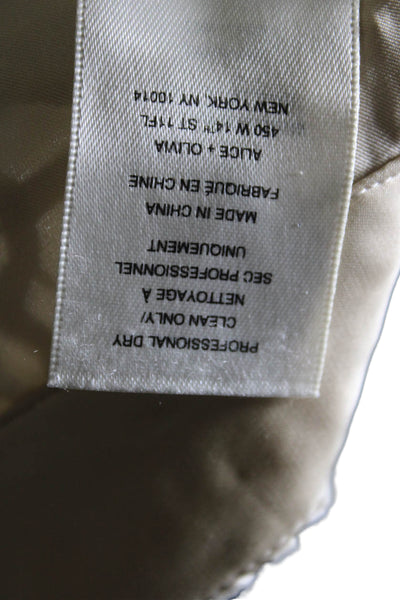 PROFESSIONAL DRY
CLEAN ONLY/
NETTOYAGE À
SEC PROFESSIONNEL
UNIQUEMENT
MADE IN CHINA
FABRIQUÉ EN CHINE
ALICE + OLIVIA
450 W 14TH ST 11FL
NEW YORK, NY 10014